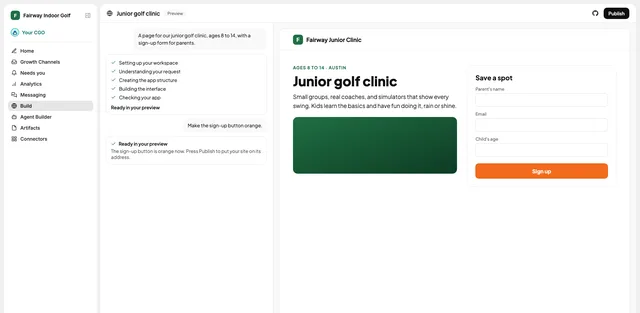 F Fairway Indoor Golf
Your CGO
Home
Growth Channels
Needs you
Analytics
Messaging
Build
Agent Builder
Artifacts
Connectors
Junior golf clinic Preview
Publish
A page for our junior golf clinic, ages 8 to 14, with a
sign-up form for parents.
Setting up your workspace
Understanding your request
Creating the app structure
Building the interface
Checking your app
Ready in your preview
Make the sign-up button orange.
Ready in your preview
The sign-up button is orange now. Press Publish to put your site on its
address.
F Fairway Junior Clinic
AGES 8 TO 14 · AUSTIN
Junior golf clinic
Small groups, real coaches, and simulators that show every
swing. Kids learn the basics and have fun doing it, rain or shine.
Save a spot
Parent's name
Email
Child's age
Sign up